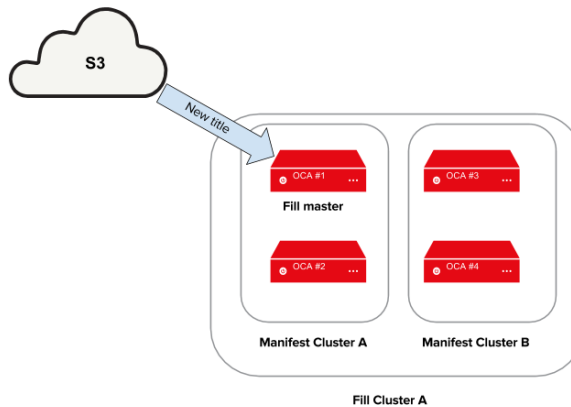 S3
New title
OCA #1
OCA #3
Fill master
OCA #2
OCA #4
Manifest Cluster A
Manifest Cluster B
Fill Cluster A